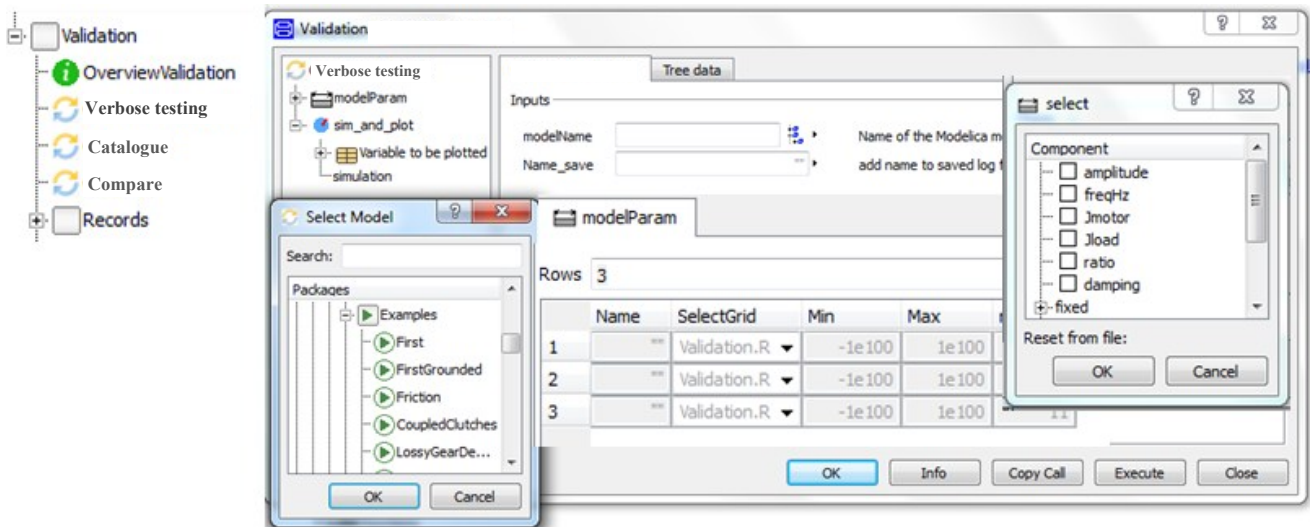 Validation
OverviewValidation
Verbose testing
Catalogue
Compare
Records
Validation
Verbose testing
modelParam
sim_and_plot
Variable to be plotted
simulation
Tree data
Inputs
modelName
Name of the Modelica m
Name_save
add name to saved log f
select
Component
amplitude
freqHz
Jmotor
Jload
ratio
damping
fixed
Reset from file:
OK Cancel
Select Model
Search:
Packages
Examples
First
FirstGrounded
Friction
CoupledClutches
LossyGearDe...
OK Cancel
modelParam
Rows 3
Name SelectGrid Min Max
1 "" Validation.R -1e100 1e100
2 "" Validation.R -1e100 1e100
3 "" Validation.R -1e100 1e100 11
OK Info Copy Call Execute Close